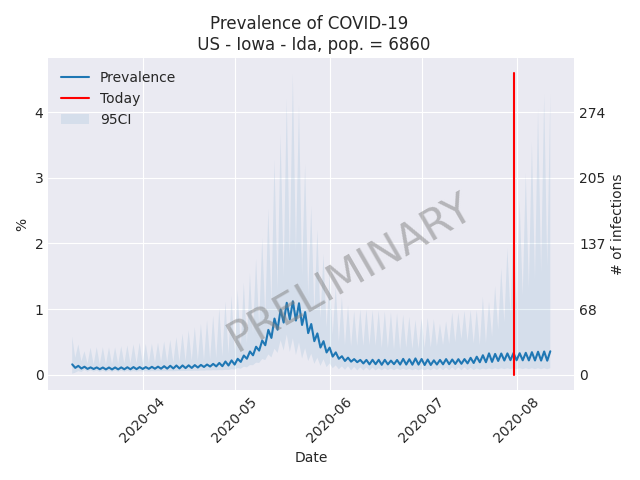 Prevalence of COVID-19
US - Iowa - Ida, pop. = 6860
Prevalence
Today
95CI
PRELIMINARY
%
4
3
2
1
0
274
205
137
68
0
# of infections
2020-04
2020-05
2020-06
2020-07
2020-08
Date